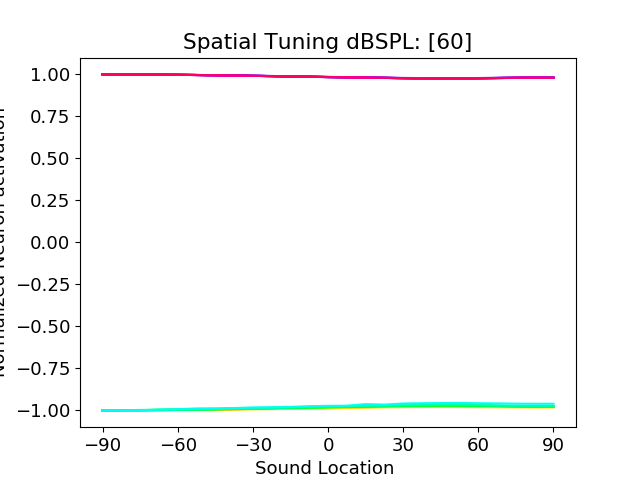 Spatial Tuning dBSPL: [60]
1.00
0.75
0.50
0.25
0.00
−0.25
−0.50
−0.75
−1.00
Normalized Neuron activation
−90 −60 −30 0 30 60 90
Sound Location